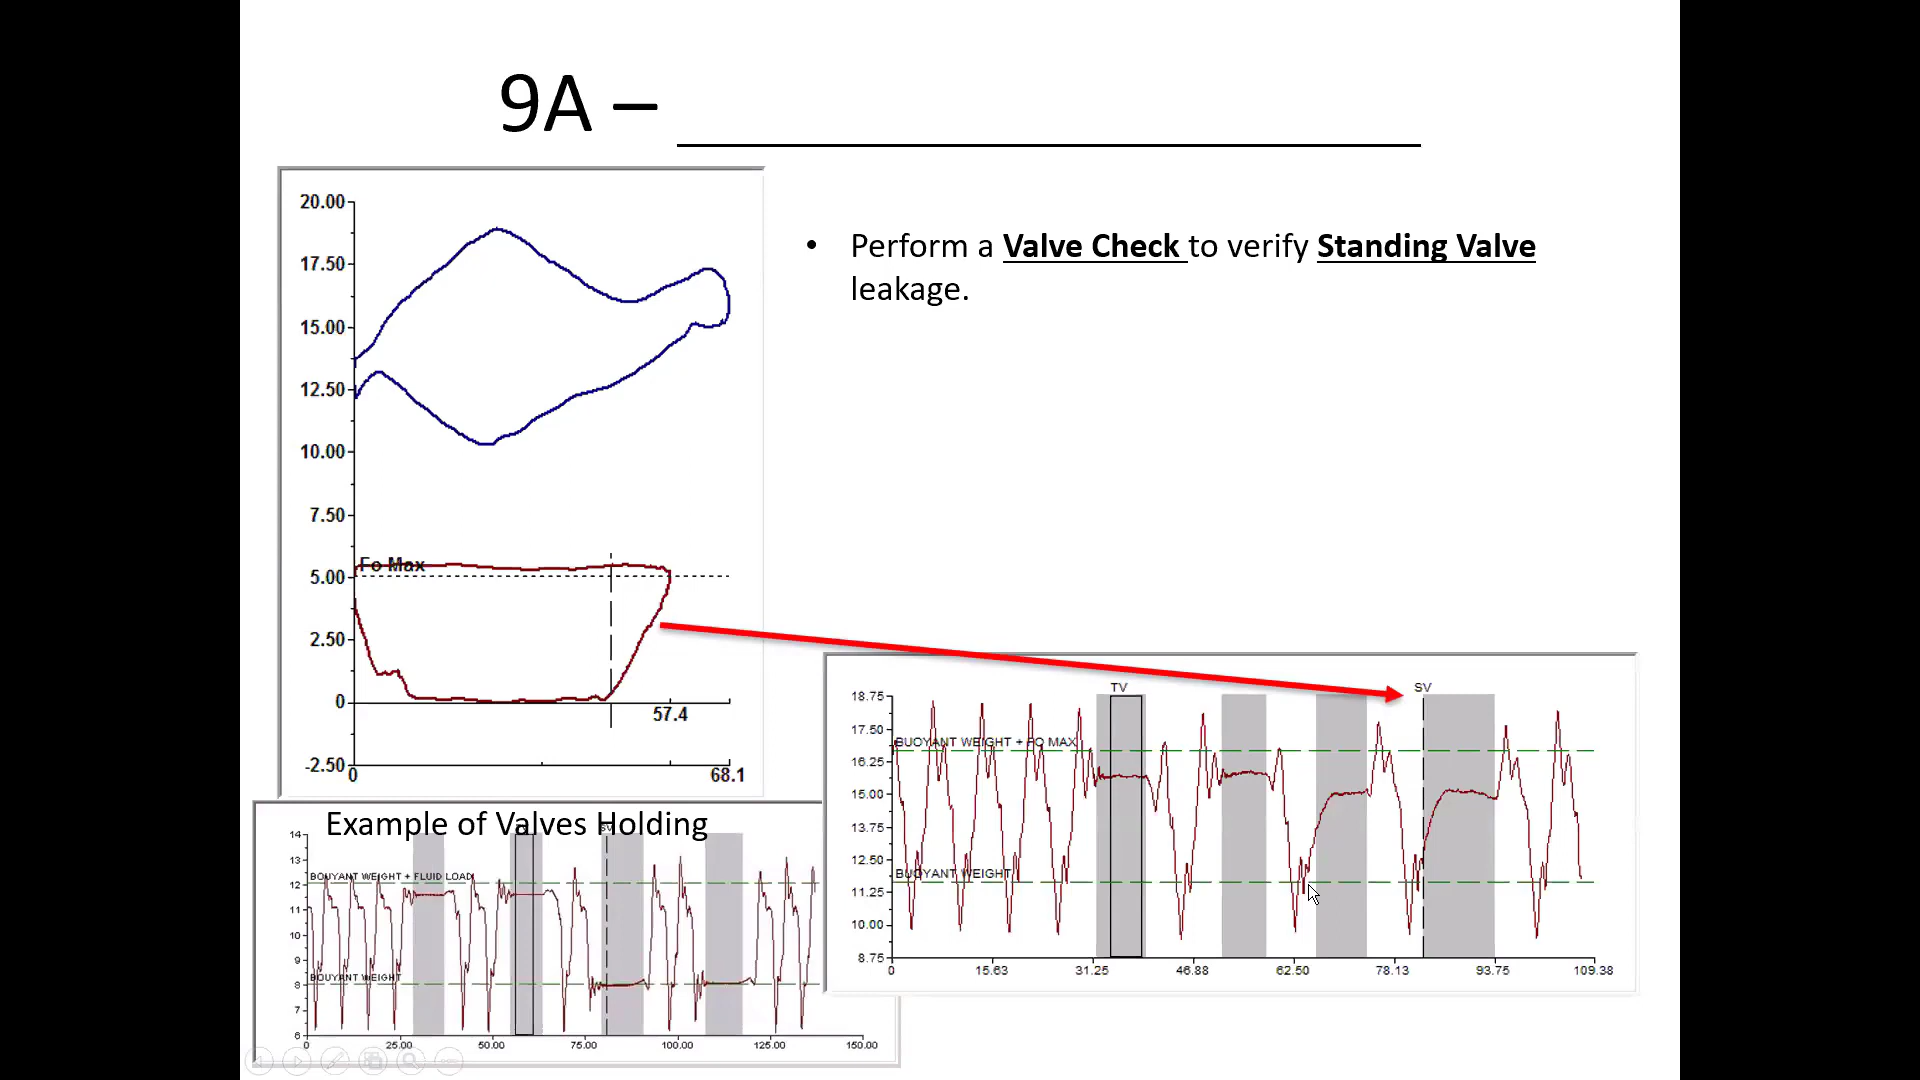 9A –
Perform a Valve Check to verify Standing Valve
leakage.
20.00
17.50
15.00
12.50
10.00
7.50
Fo Max
5.00
2.50
0
57.4
-2.50
0
68.1
Example of Valves Holding
14
13
BOUYANT WEIGHT + FLUID LOAD
12
11
10
9
BOUYANT WEIGHT
8
7
6
0 25.00 50.00 75.00 100.00 125.00 150.00
TV SV
18.75
17.50
BUOYANT WEIGHT + FO MAX
16.25
15.00
13.75
12.50
BUOYANT WEIGHT
11.25
10.00
8.75
0 15.63 31.25 46.88 62.50 78.13 93.75 109.38